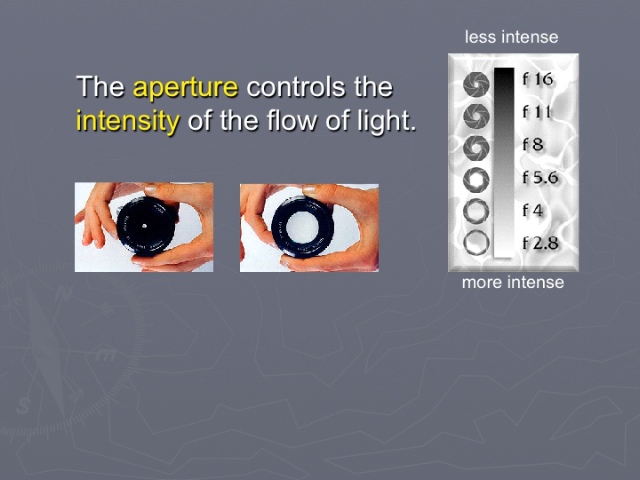 The aperture controls the
intensity of the flow of light.
less intense
f 16
f 11
f 8
f 5.6
f 4
f 2.8
more intense